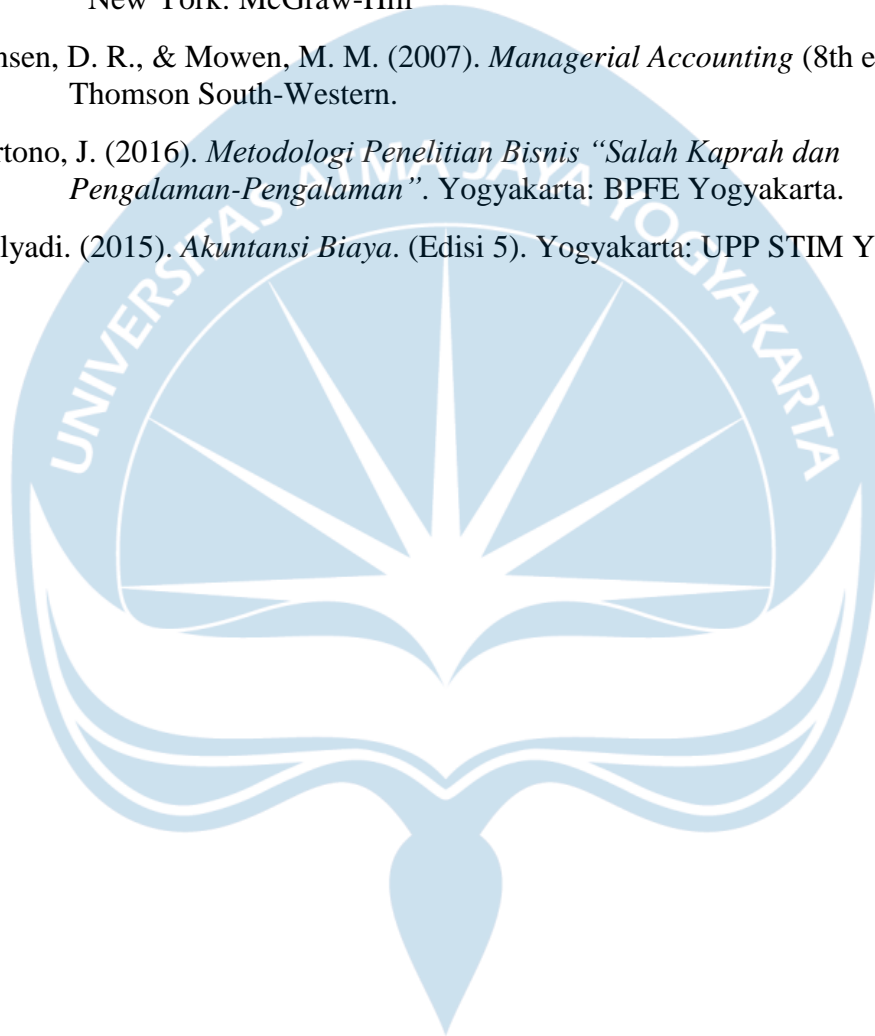 New York: McGraw-Hill
nsen, D. R., & Mowen, M. M. (2007). Managerial Accounting (8th e
Thomson South-Western.
rtono, J. (2016). Metodologi Penelitian Bisnis “Salah Kaprah dan
Pengalaman-Pengalaman”. Yogyakarta: BPFE Yogyakarta.
lyadi. (2015). Akuntansi Biaya. (Edisi 5). Yogyakarta: UPP STIM Y
UNIVERSITAS ATMA JAYA YOGYAKARTA